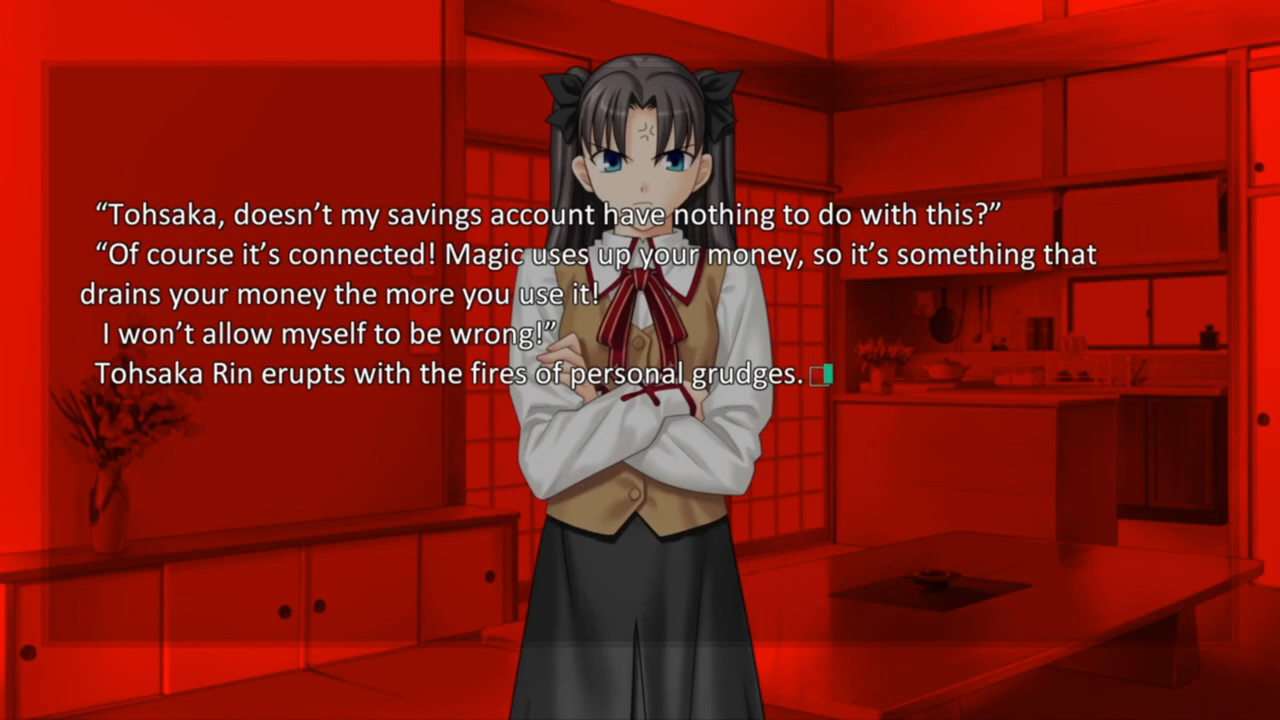 “Tohsaka, doesn’t my savings account have nothing to do with this?”
“Of course it’s connected! Magic uses up your money, so it’s something that
drains your money the more you use it!
I won’t allow myself to be wrong!”
Tohsaka Rin erupts with the fires of personal grudges.